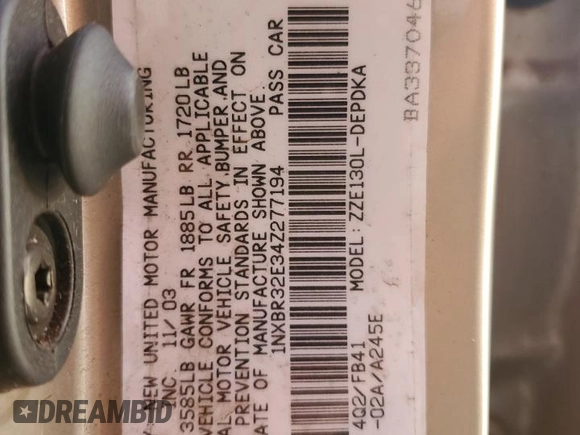 Y: NEW UNITED MOTOR MANUFACTURING
INC. 11/03
3585LB GAWR FR 1885LB RR 1720LB
VEHICLE CONFORMS TO ALL APPLICABLE
AL MOTOR VEHICLE SAFETY, BUMPER, AND
PREVENTION STANDARDS IN EFFECT ON
ATE OF MANUFACTURE SHOWN ABOVE.
1NXBR32E34Z277194 PASS CAR
MODEL: ZZE130L-DEPDKA
4Q2/FB41
-02A/A245E
BA337046
DREAMBID